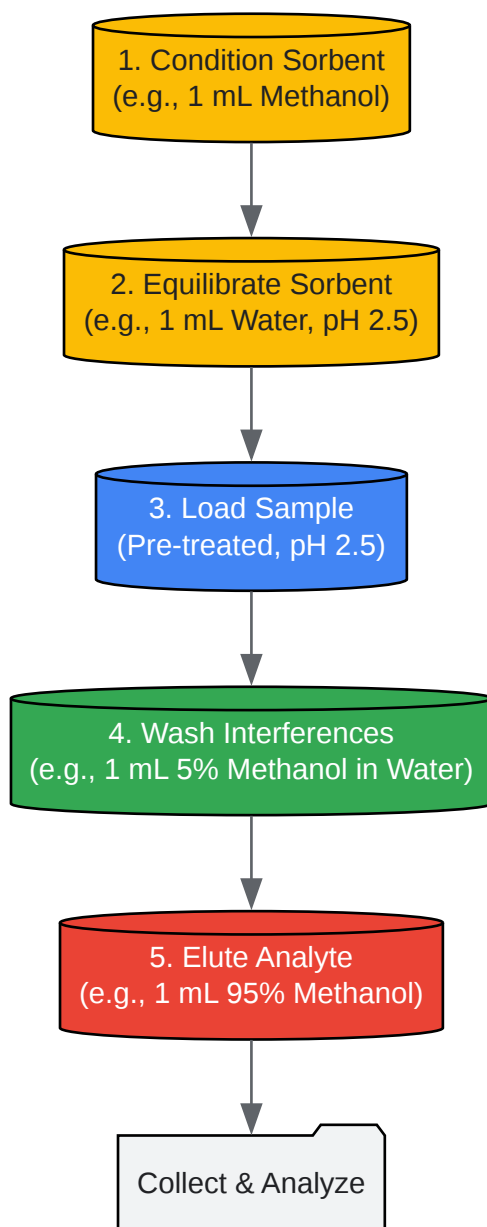 1. Condition Sorbent
(e.g., 1 mL Methanol)
2. Equilibrate Sorbent
(e.g., 1 mL Water, pH 2.5)
3. Load Sample
(Pre-treated, pH 2.5)
4. Wash Interferences
(e.g., 1 mL 5% Methanol in Water)
5. Elute Analyte
(e.g., 1 mL 95% Methanol)
Collect & Analyze